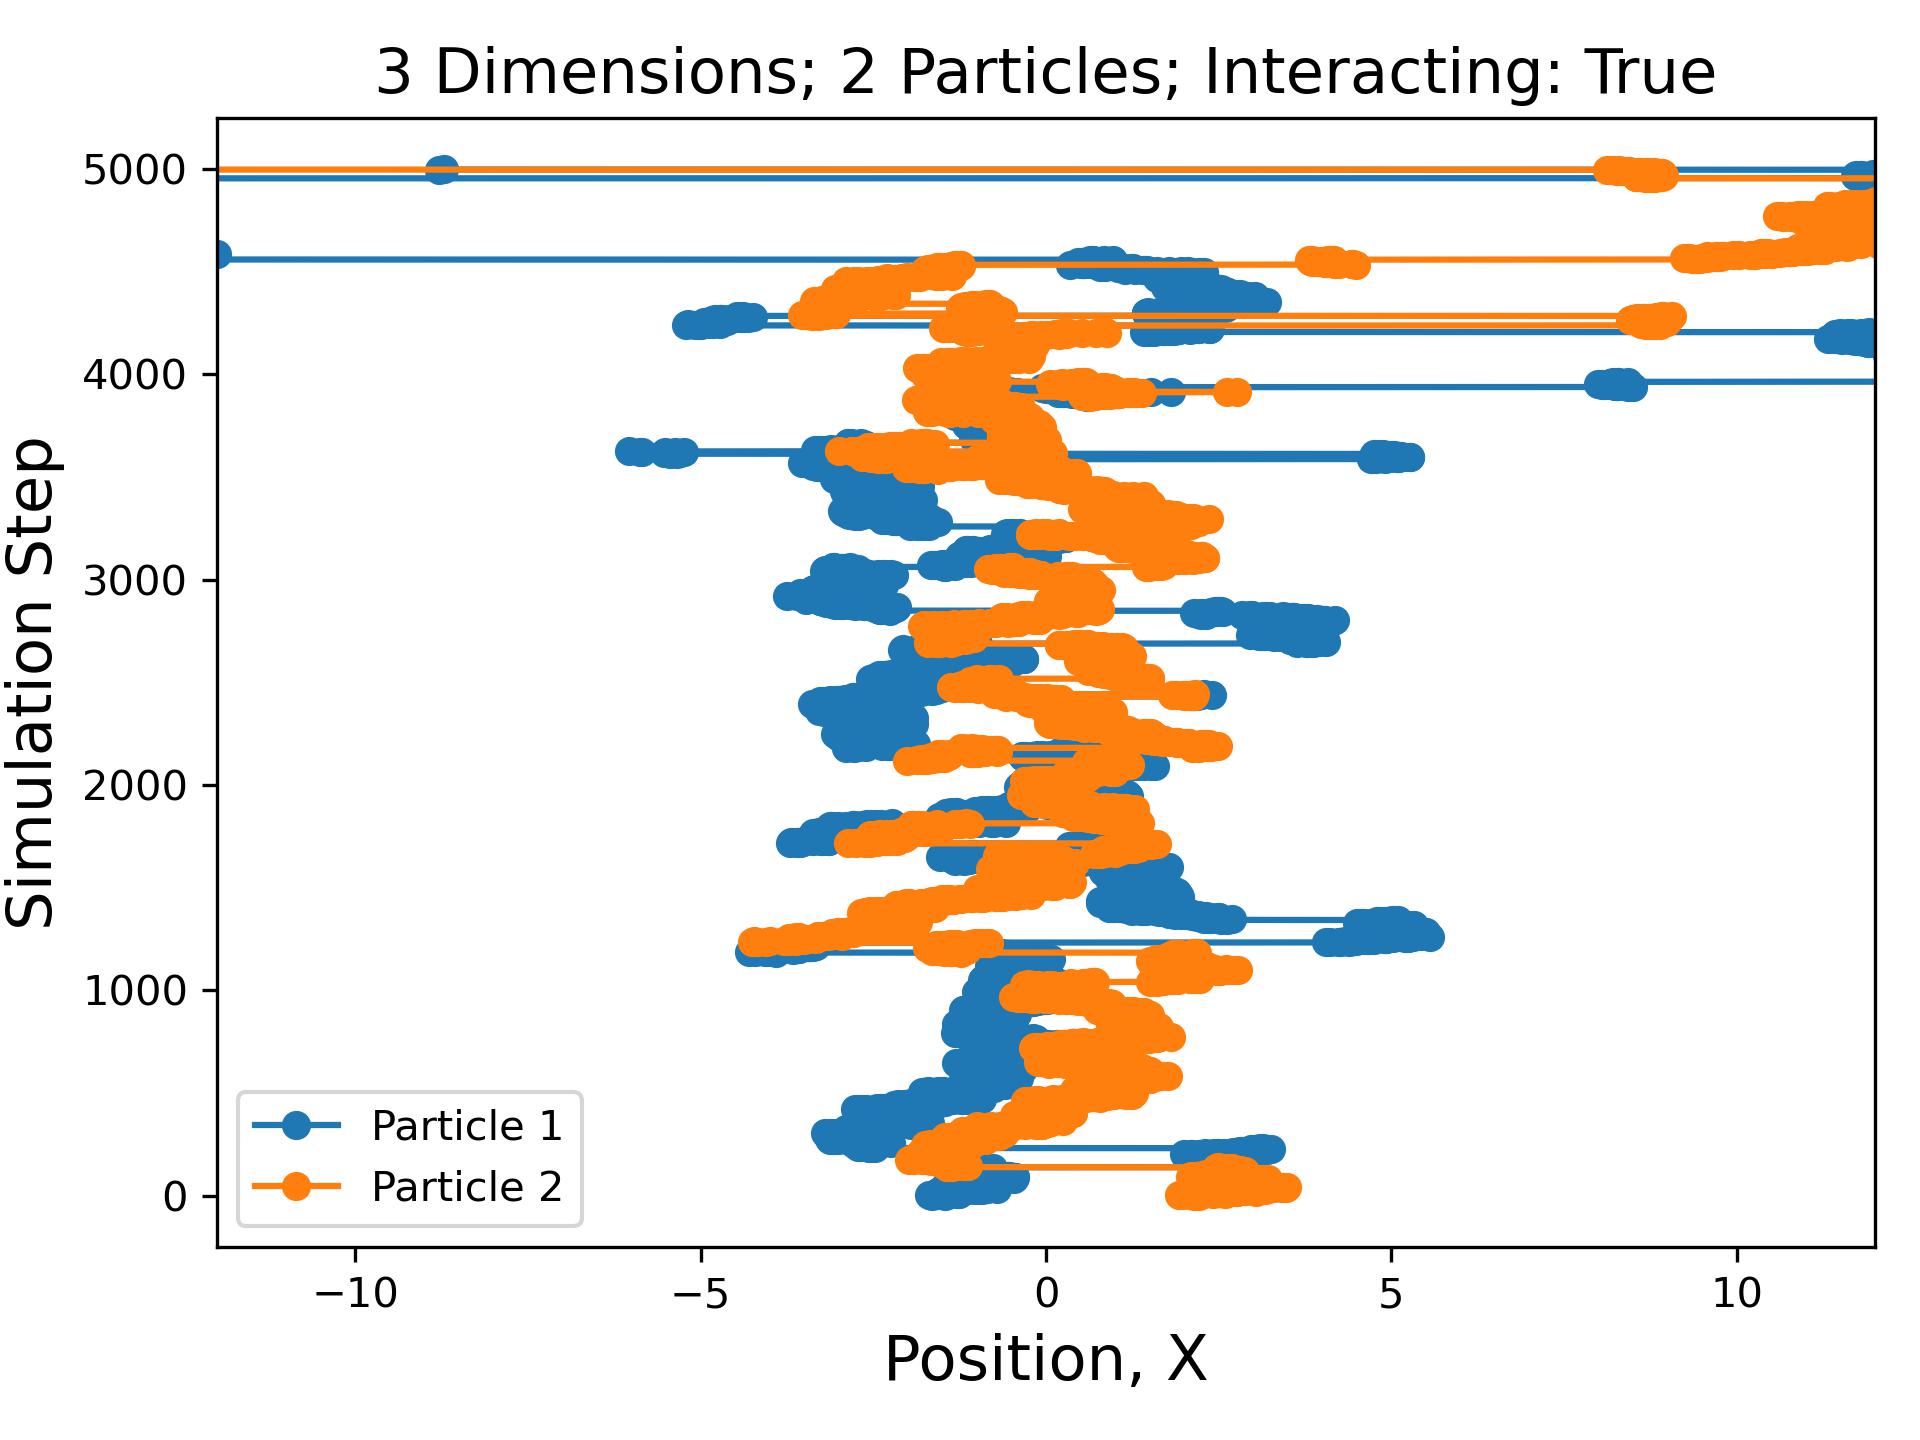 3 Dimensions; 2 Particles; Interacting: True
Simulation Step
5000
4000
3000
2000
1000
0
Particle 1
Particle 2
−10
−5
0
5
10
Position, X